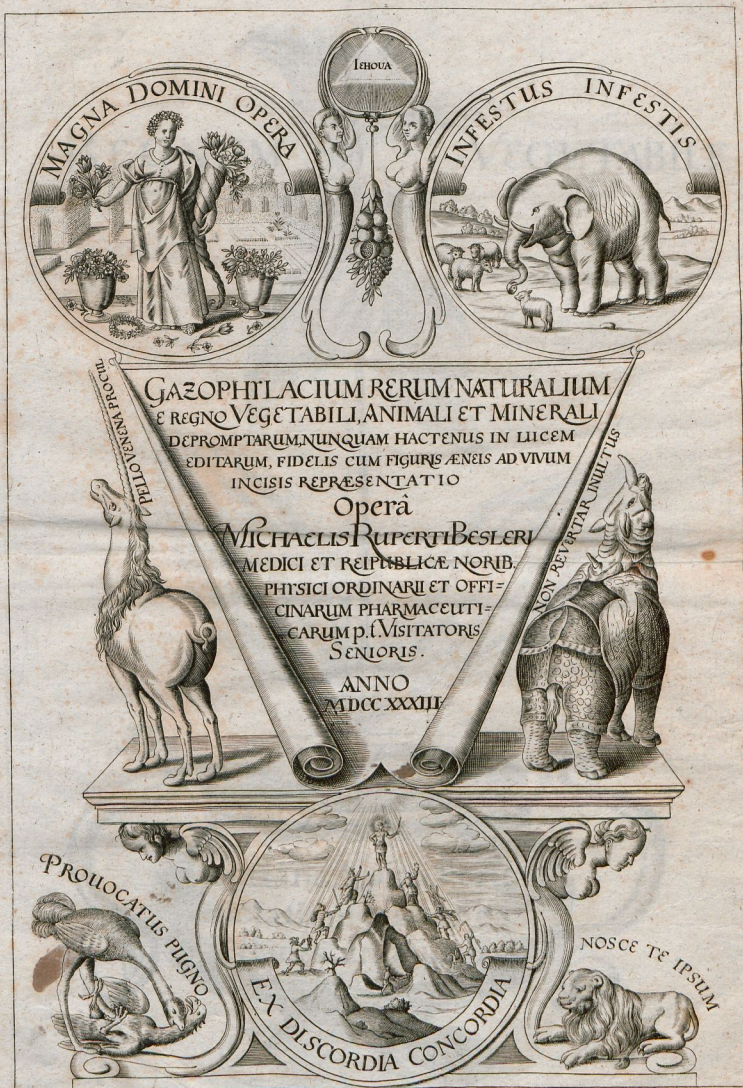 IEHOUA
MAGNA DOMINI OPERA
INFESTUS INFESTIS
GAZOPHYLACIUM RERUM NATURALIUM
E REGNO VEGETABILI, ANIMALI ET MINERALI
DEPROMPTARUM, NUNQUAM HACTENUS IN LUCEM
EDITARUM, FIDELIS CUM FIGURIS ÆNEIS AD VIVUM
INCISIS REPRÆSENTATIO
Operâ
MICHAELIS RUPERTI BESLERI
MEDICI ET REIPUBLICÆ NORIB.
PHYSICI ORDINARII ET OFFI=
CINARUM PHARMACEUTI=
CARUM p.t. VISITATORIS
SENIORIS.
ANNO
MDCC XXXIII
PELLO VENENA PROCUL
NON REVERTAR INULTUS
PROUOCATUS PUGNO
EX DISCORDIA CONCORDIA
NOSCE TE IPSUM